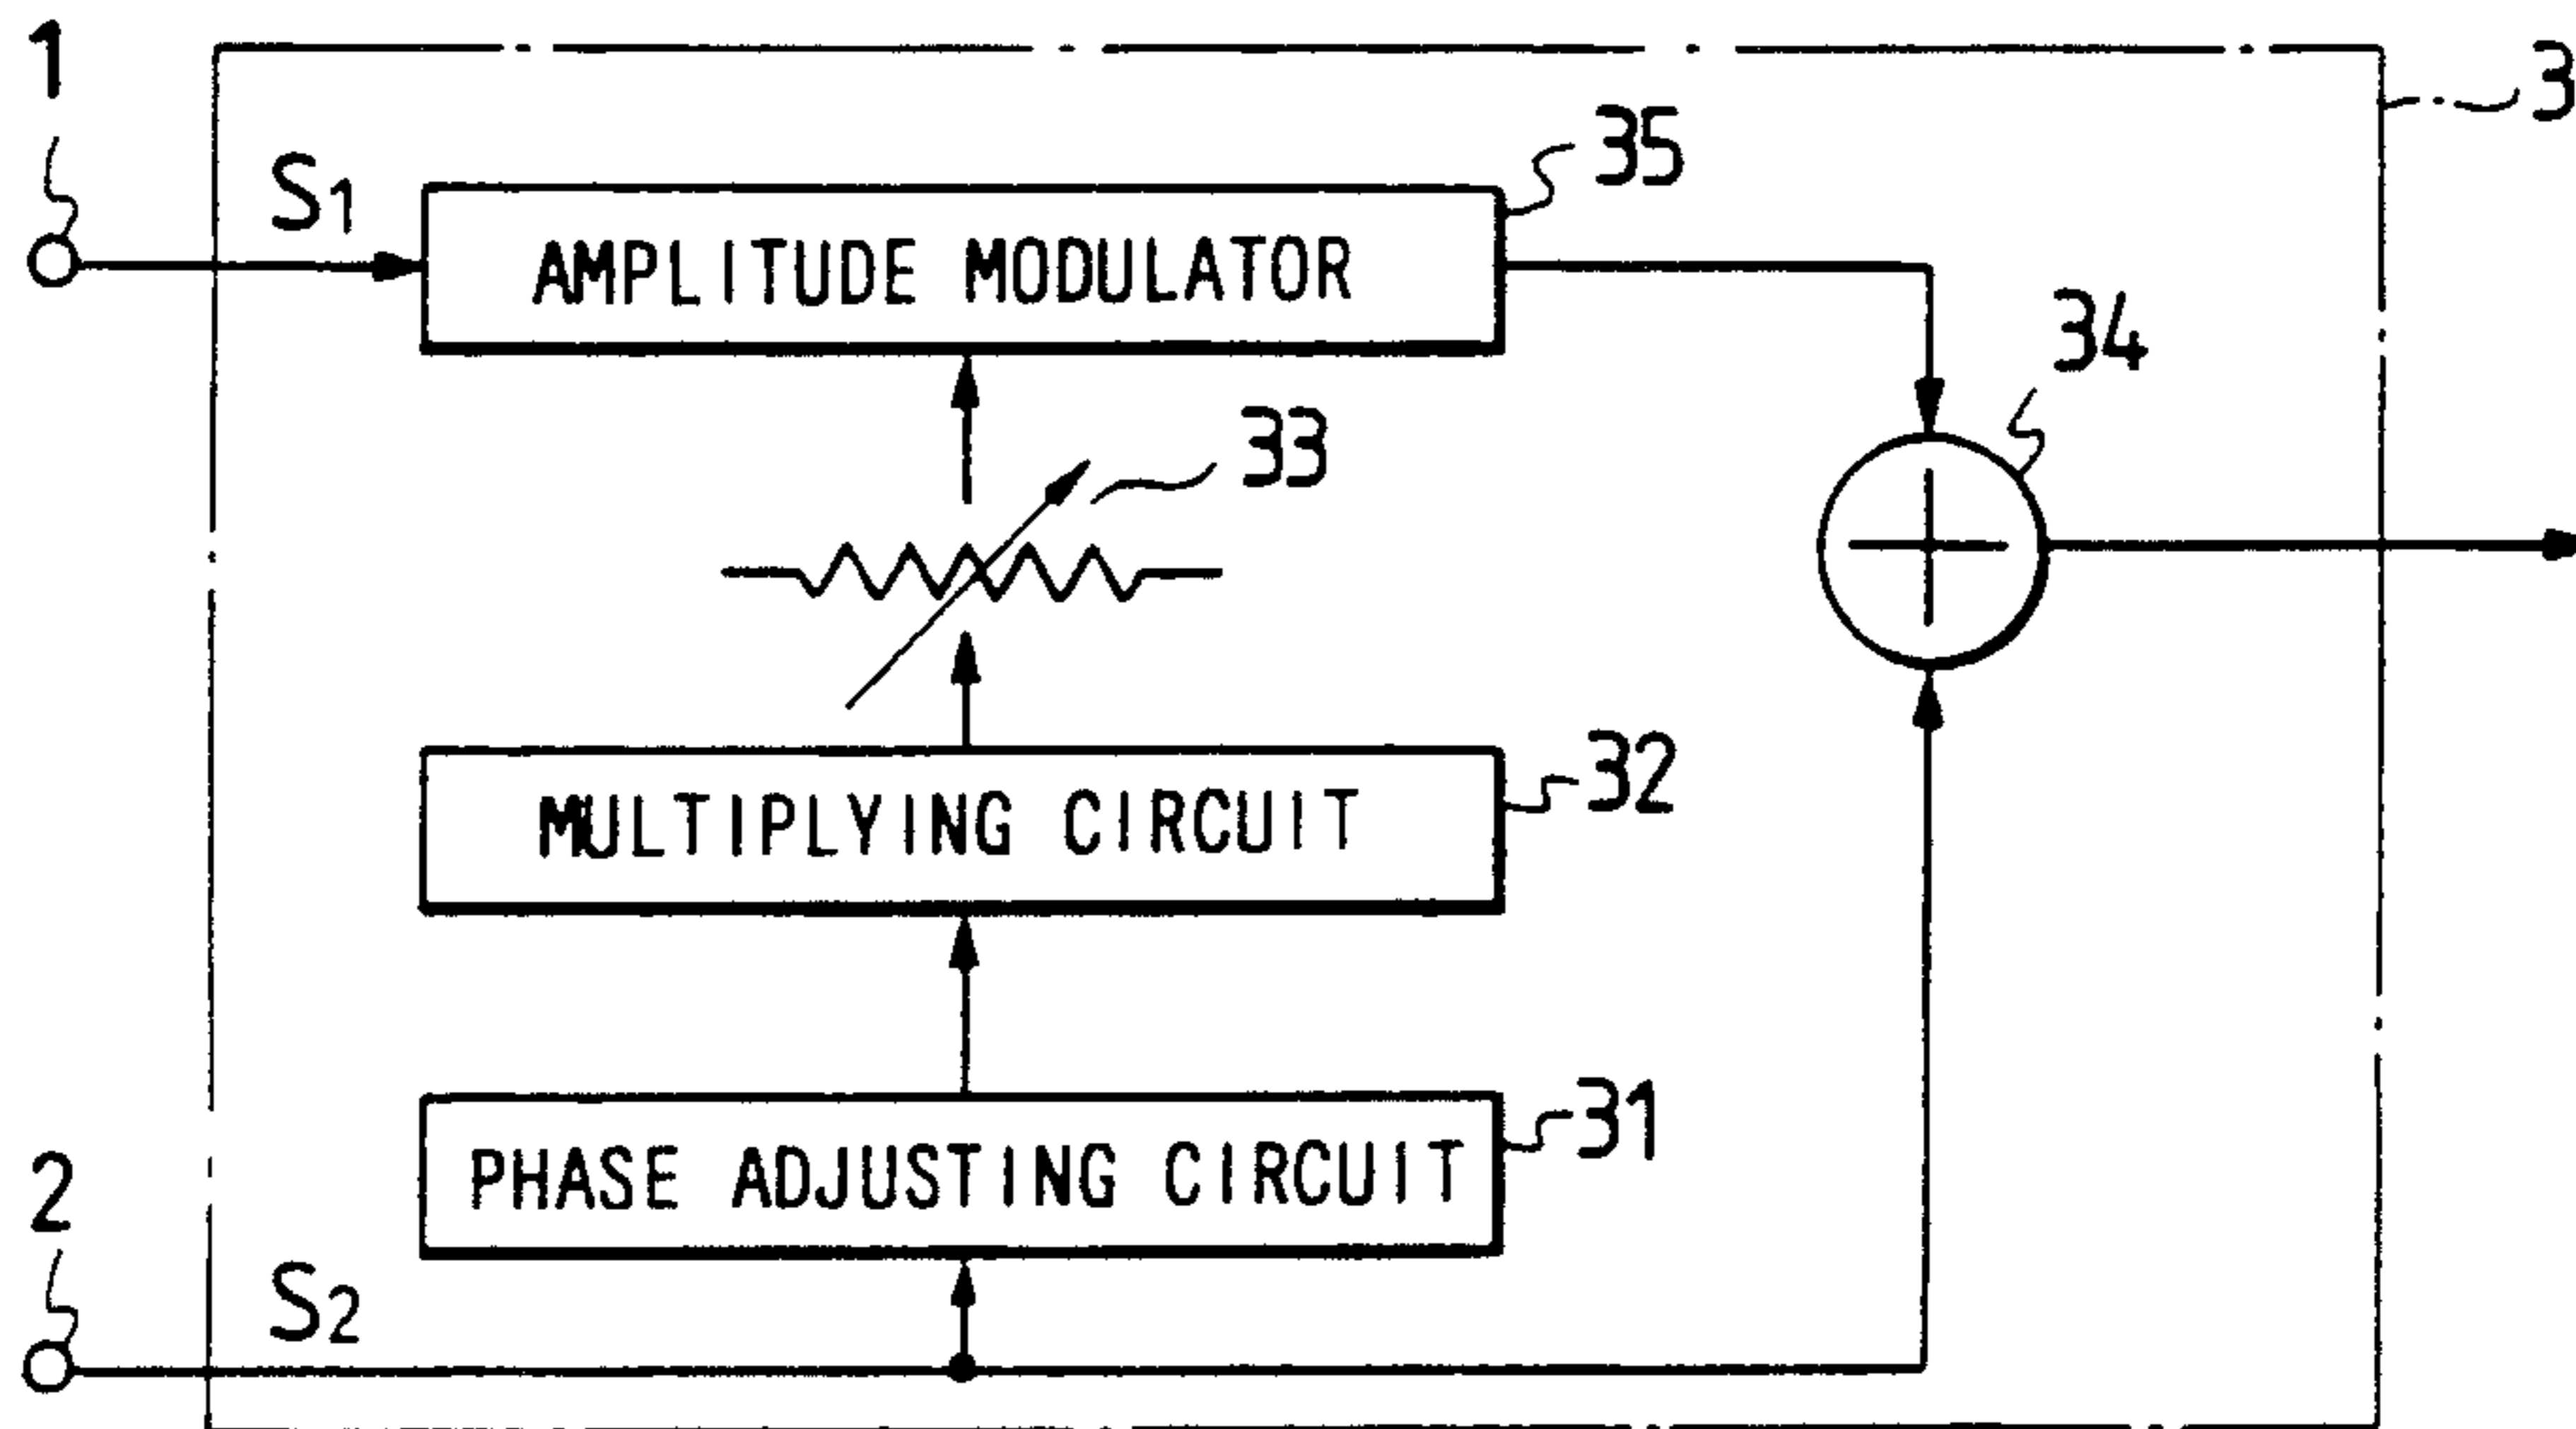 1
3
S1
35
AMPLITUDE MODULATOR
34
33
32
MULTIPLYING CIRCUIT
31
PHASE ADJUSTING CIRCUIT
2
S2